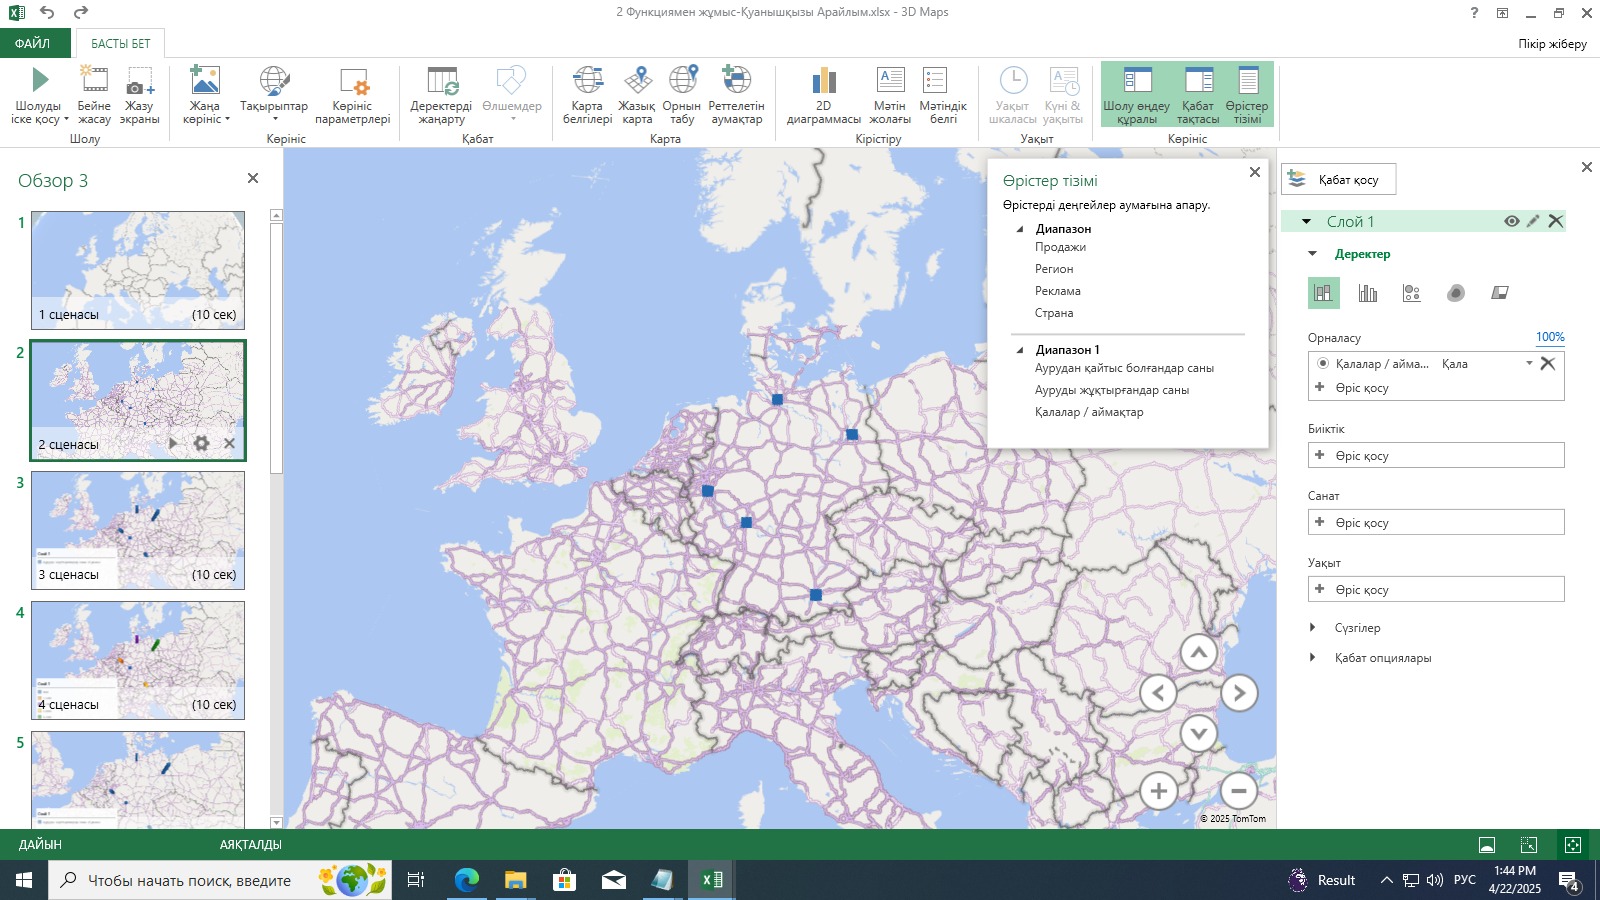 2 Функциямен жұмыс-Қуанышқызы Арайлым.xlsx - 3D Maps
?
ФАЙЛ
БАСТЫ БЕТ
Пікір жіберу
Шолуды іске қосу
Бейне жасау
Жазу экраны
Шолу
Жаңа көрініс
Тақырыптар
Көрініс параметрлері
Көрініс
Деректерді жаңарту
Өлшемдер
Қабат
Карта белгілері
Жазық карта
Орнын табу
Реттелетін аумақтар
Карта
2D диаграммасы
Мәтін жолағы
Мәтіндік белгі
Кірістіру
Уақыт шкаласы
Күні & уақыты
Уақыт
Шолу өңдеу құралы
Қабат тақтасы
Өрістер тізімі
Көрініс
Обзор 3
1
1 сценасы (10 сек)
2
2 сценасы
3
3 сценасы (10 сек)
4
4 сценасы (10 сек)
5
Өрістер тізімі
Өрістерді деңгейлер аумағына апару.
Диапазон
Продажи
Регион
Реклама
Страна
Диапазон 1
Аурудан қайтыс болғандар саны
Ауруды жұқтырғандар саны
Қалалар / аймақтар
© 2025 TomTom
Қабат қосу
Слой 1
Деректер
Орналасу 100%
Қалалар / айма... Қала
Өріс қосу
Биіктік
Өріс қосу
Санат
Өріс қосу
Уақыт
Өріс қосу
Сүзгілер
Қабат опциялары
ДАЙЫН АЯҚТАЛДЫ
Чтобы начать поиск, введите
Result
РУС
1:44 PM
4/22/2025
4